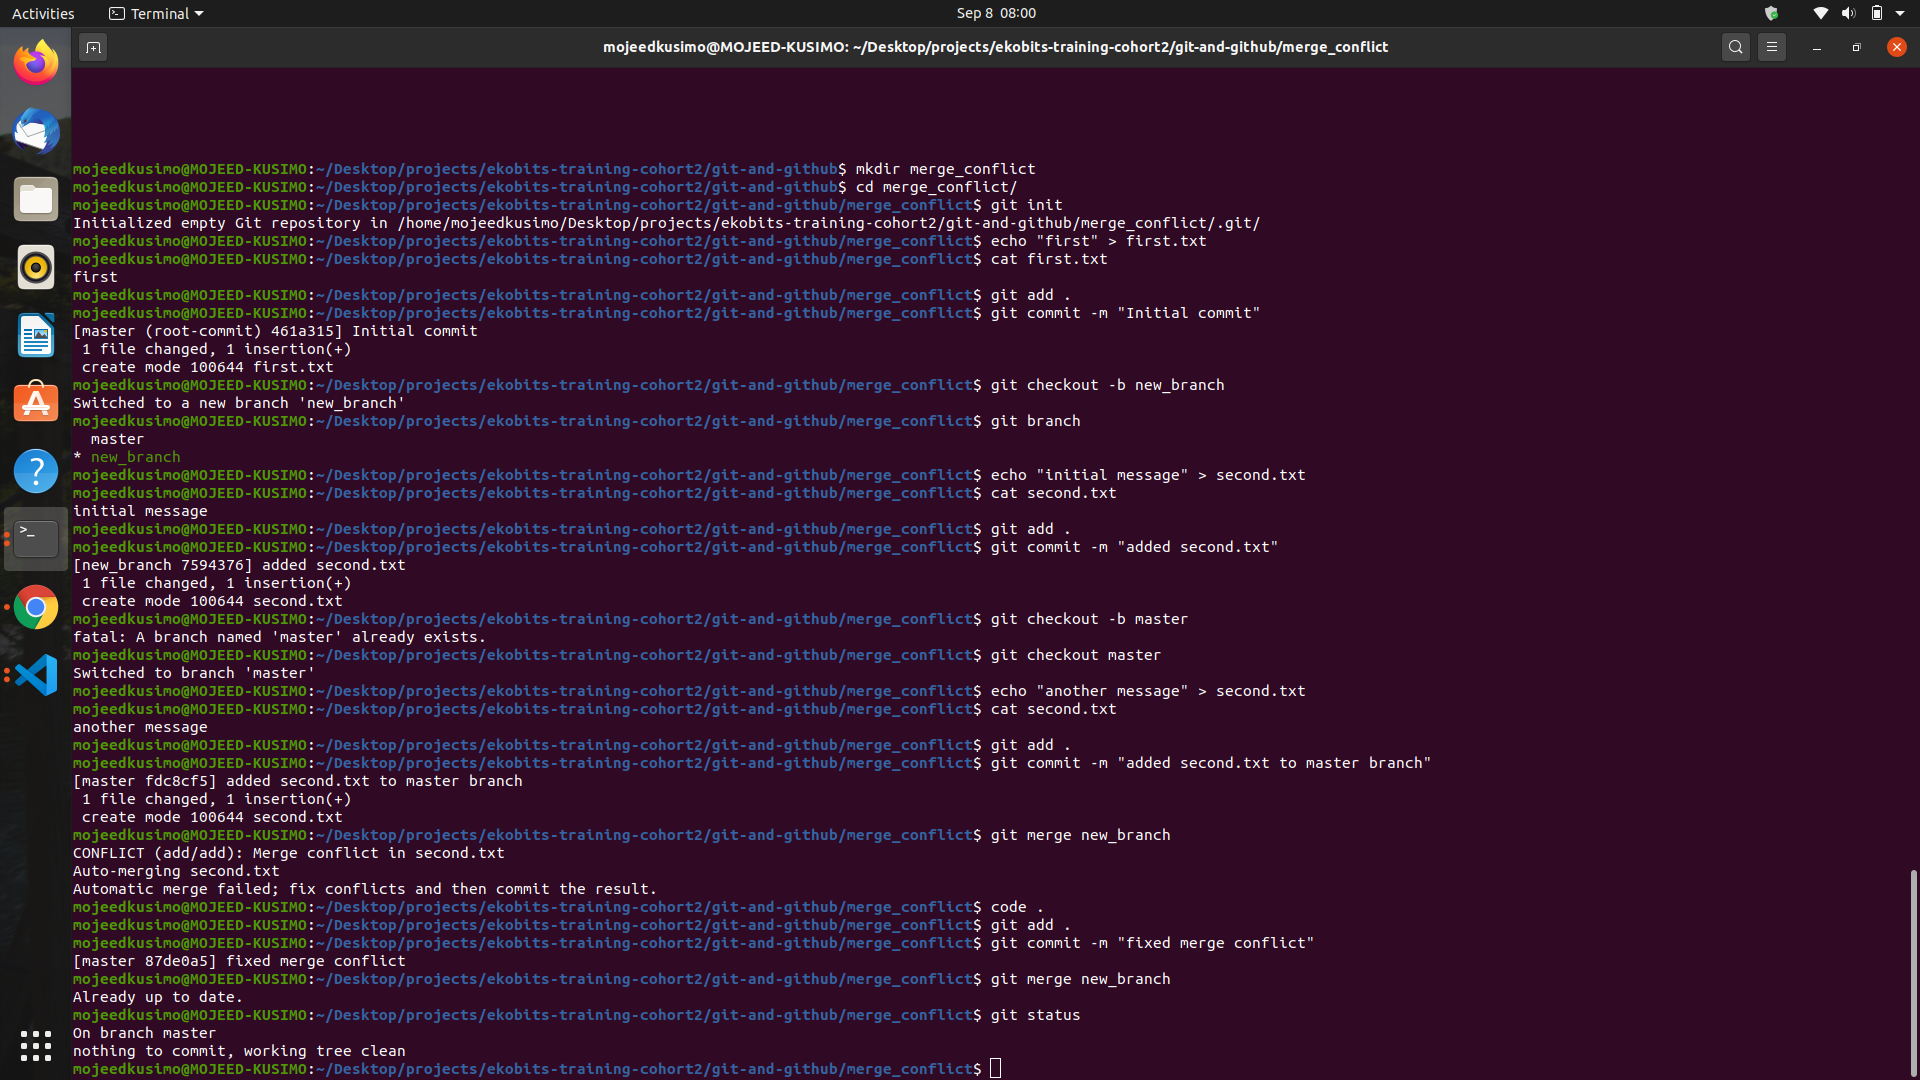 Activities
Terminal
Sep 8 08:00
mojeedkusimo@MOJEED-KUSIMO: ~/Desktop/projects/ekobits-training-cohort2/git-and-github/merge_conflict
mojeedkusimo@MOJEED-KUSIMO:~/Desktop/projects/ekobits-training-cohort2/git-and-github$ mkdir merge_conflict
mojeedkusimo@MOJEED-KUSIMO:~/Desktop/projects/ekobits-training-cohort2/git-and-github$ cd merge_conflict/
mojeedkusimo@MOJEED-KUSIMO:~/Desktop/projects/ekobits-training-cohort2/git-and-github/merge_conflict$ git init
Initialized empty Git repository in /home/mojeedkusimo/Desktop/projects/ekobits-training-cohort2/git-and-github/merge_conflict/.git/
mojeedkusimo@MOJEED-KUSIMO:~/Desktop/projects/ekobits-training-cohort2/git-and-github/merge_conflict$ echo "first" > first.txt
mojeedkusimo@MOJEED-KUSIMO:~/Desktop/projects/ekobits-training-cohort2/git-and-github/merge_conflict$ cat first.txt
first
mojeedkusimo@MOJEED-KUSIMO:~/Desktop/projects/ekobits-training-cohort2/git-and-github/merge_conflict$ git add .
mojeedkusimo@MOJEED-KUSIMO:~/Desktop/projects/ekobits-training-cohort2/git-and-github/merge_conflict$ git commit -m "Initial commit"
[master (root-commit) 461a315] Initial commit
 1 file changed, 1 insertion(+)
 create mode 100644 first.txt
mojeedkusimo@MOJEED-KUSIMO:~/Desktop/projects/ekobits-training-cohort2/git-and-github/merge_conflict$ git checkout -b new_branch
Switched to a new branch 'new_branch'
mojeedkusimo@MOJEED-KUSIMO:~/Desktop/projects/ekobits-training-cohort2/git-and-github/merge_conflict$ git branch
  master
* new_branch
mojeedkusimo@MOJEED-KUSIMO:~/Desktop/projects/ekobits-training-cohort2/git-and-github/merge_conflict$ echo "initial message" > second.txt
mojeedkusimo@MOJEED-KUSIMO:~/Desktop/projects/ekobits-training-cohort2/git-and-github/merge_conflict$ cat second.txt
initial message
mojeedkusimo@MOJEED-KUSIMO:~/Desktop/projects/ekobits-training-cohort2/git-and-github/merge_conflict$ git add .
mojeedkusimo@MOJEED-KUSIMO:~/Desktop/projects/ekobits-training-cohort2/git-and-github/merge_conflict$ git commit -m "added second.txt"
[new_branch 7594376] added second.txt
 1 file changed, 1 insertion(+)
 create mode 100644 second.txt
mojeedkusimo@MOJEED-KUSIMO:~/Desktop/projects/ekobits-training-cohort2/git-and-github/merge_conflict$ git checkout -b master
fatal: A branch named 'master' already exists.
mojeedkusimo@MOJEED-KUSIMO:~/Desktop/projects/ekobits-training-cohort2/git-and-github/merge_conflict$ git checkout master
Switched to branch 'master'
mojeedkusimo@MOJEED-KUSIMO:~/Desktop/projects/ekobits-training-cohort2/git-and-github/merge_conflict$ echo "another message" > second.txt
mojeedkusimo@MOJEED-KUSIMO:~/Desktop/projects/ekobits-training-cohort2/git-and-github/merge_conflict$ cat second.txt
another message
mojeedkusimo@MOJEED-KUSIMO:~/Desktop/projects/ekobits-training-cohort2/git-and-github/merge_conflict$ git add .
mojeedkusimo@MOJEED-KUSIMO:~/Desktop/projects/ekobits-training-cohort2/git-and-github/merge_conflict$ git commit -m "added second.txt to master branch"
[master fdc8cf5] added second.txt to master branch
 1 file changed, 1 insertion(+)
 create mode 100644 second.txt
mojeedkusimo@MOJEED-KUSIMO:~/Desktop/projects/ekobits-training-cohort2/git-and-github/merge_conflict$ git merge new_branch
CONFLICT (add/add): Merge conflict in second.txt
Auto-merging second.txt
Automatic merge failed; fix conflicts and then commit the result.
mojeedkusimo@MOJEED-KUSIMO:~/Desktop/projects/ekobits-training-cohort2/git-and-github/merge_conflict$ code .
mojeedkusimo@MOJEED-KUSIMO:~/Desktop/projects/ekobits-training-cohort2/git-and-github/merge_conflict$ git add .
mojeedkusimo@MOJEED-KUSIMO:~/Desktop/projects/ekobits-training-cohort2/git-and-github/merge_conflict$ git commit -m "fixed merge conflict"
[master 87de0a5] fixed merge conflict
mojeedkusimo@MOJEED-KUSIMO:~/Desktop/projects/ekobits-training-cohort2/git-and-github/merge_conflict$ git merge new_branch
Already up to date.
mojeedkusimo@MOJEED-KUSIMO:~/Desktop/projects/ekobits-training-cohort2/git-and-github/merge_conflict$ git status
On branch master
nothing to commit, working tree clean
mojeedkusimo@MOJEED-KUSIMO:~/Desktop/projects/ekobits-training-cohort2/git-and-github/merge_conflict$